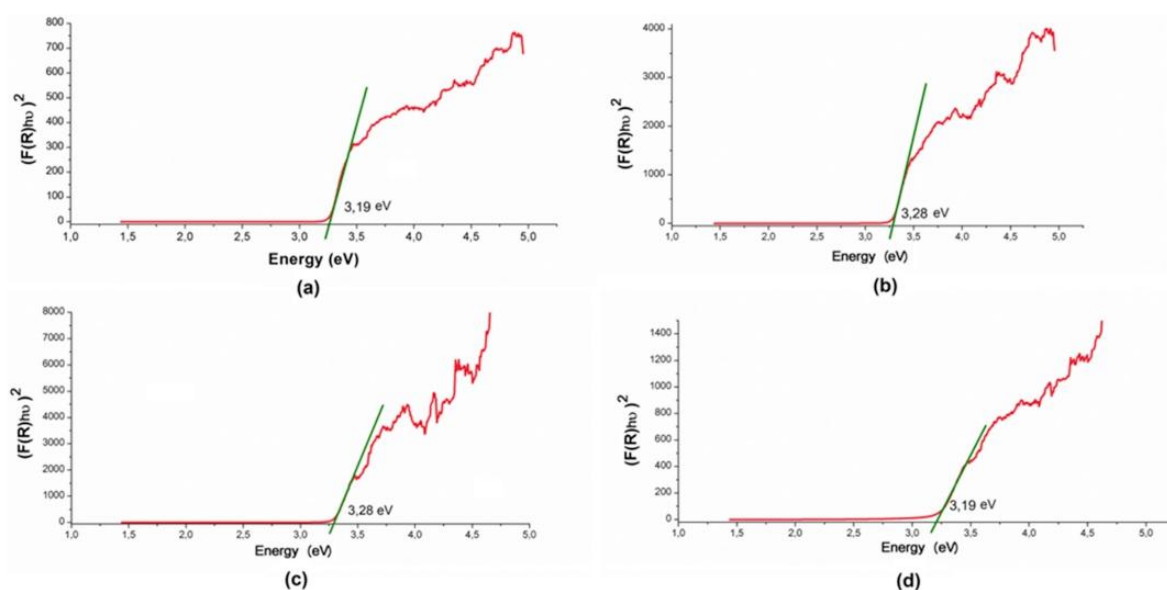 800
700
600
500
400
300
200
100
0
(F(R)hυ )²
3,19 eV
1,0 1,5 2,0 2,5 3,0 3,5 4,0 4,5 5,0
Energy (eV)
(a)
4000
3000
2000
1000
0
(F(R)hυ )²
3,28 eV
1,0 1,5 2,0 2,5 3,0 3,5 4,0 4,5 5,0
Energy (eV)
(b)
8000
7000
6000
5000
4000
3000
2000
1000
0
(F(R)hυ )²
3,28 eV
1,0 1,5 2,0 2,5 3,0 3,5 4,0 4,5 5,0
Energy (eV)
(c)
1400
1200
1000
800
600
400
200
0
(F(R)hυ )²
3,19 eV
1,0 1,5 2,0 2,5 3,0 3,5 4,0 4,5 5,0
Energy (eV)
(d)